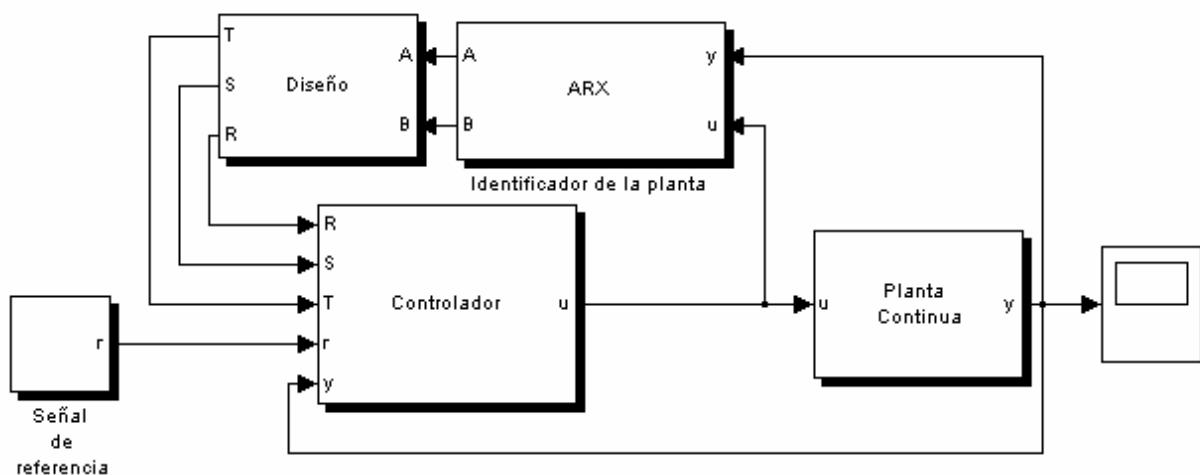 T
S
R
Diseño
A
B
A
B
ARX
y
u
Identificador de la planta
R
S
T
r
y
Controlador
u
u
Planta
Continua
y
r
Señal
de
referencia